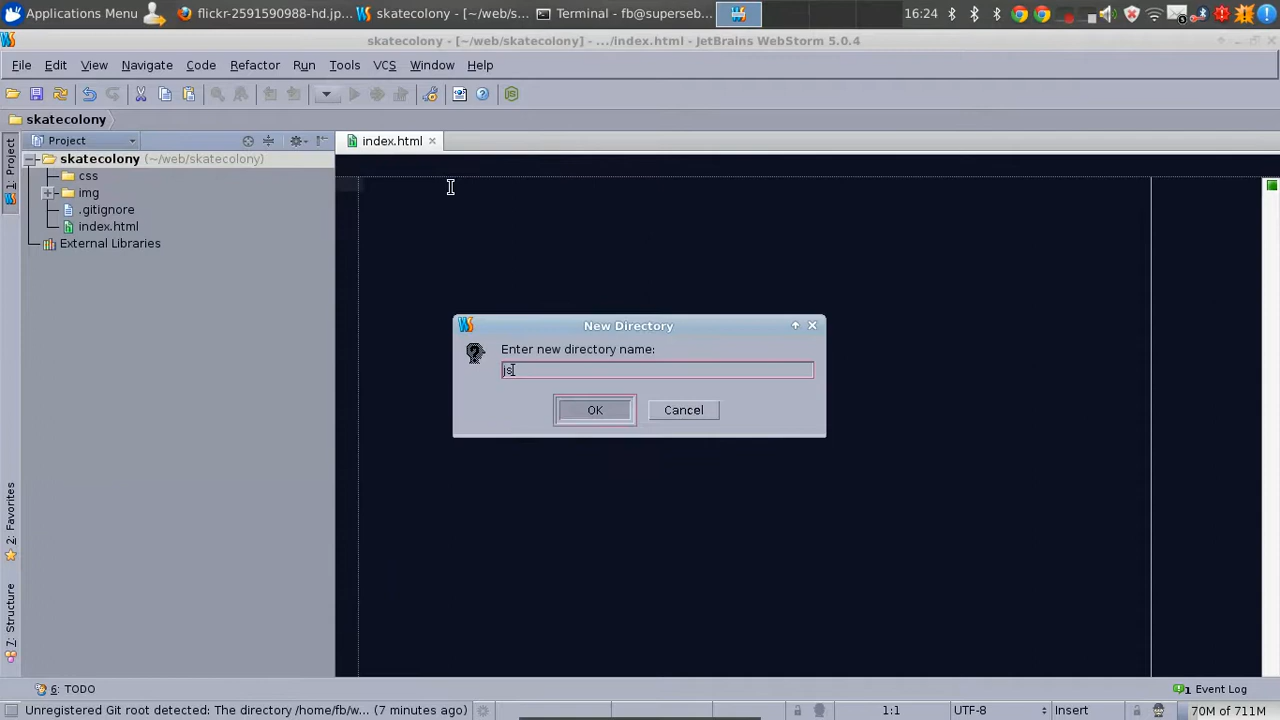 Applications Menu
flickr-2591590988-hd.jp...
skatecolony - [~/web/s...
Terminal - fb@superseb...
16:24
skatecolony - [~/web/skatecolony] - .../index.html - JetBrains WebStorm 5.0.4
File Edit View Navigate Code Refactor Run Tools VCS Window Help
skatecolony
1: Project
Project
index.html
skatecolony (~/web/skatecolony)
css
img
.gitignore
index.html
External Libraries
New Directory
Enter new directory name:
js
OK
Cancel
2: Favorites
7: Structure
6: TODO
1 Event Log
Unregistered Git root detected: The directory /home/fb/w... (7 minutes ago)
1:1
UTF-8
Insert
70M of 711M